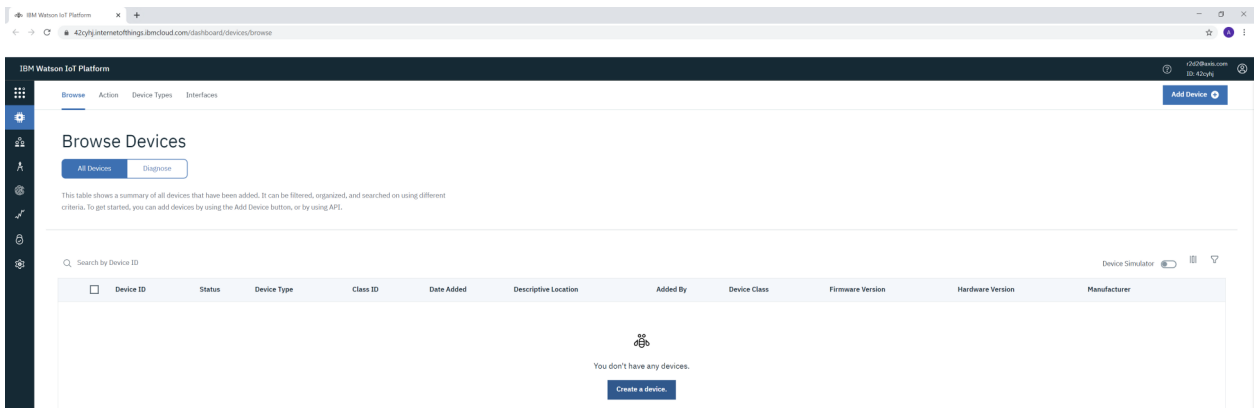 IBM Watson IoT Platform
42cyhj.internetofthings.ibmcloud.com/dashboard/devices/browse
A
IBM Watson IoT Platform
r2d2@axis.com
ID: 42cyhj
Browse Action Device Types Interfaces
Add Device
Browse Devices
All Devices Diagnose
This table shows a summary of all devices that have been added. It can be filtered, organized, and searched on using different
criteria. To get started, you can add devices by using the Add Device button, or by using API.
Search by Device ID
Device Simulator
Device ID Status Device Type Class ID Date Added Descriptive Location Added By Device Class Firmware Version Hardware Version Manufacturer
You don't have any devices.
Create a device.